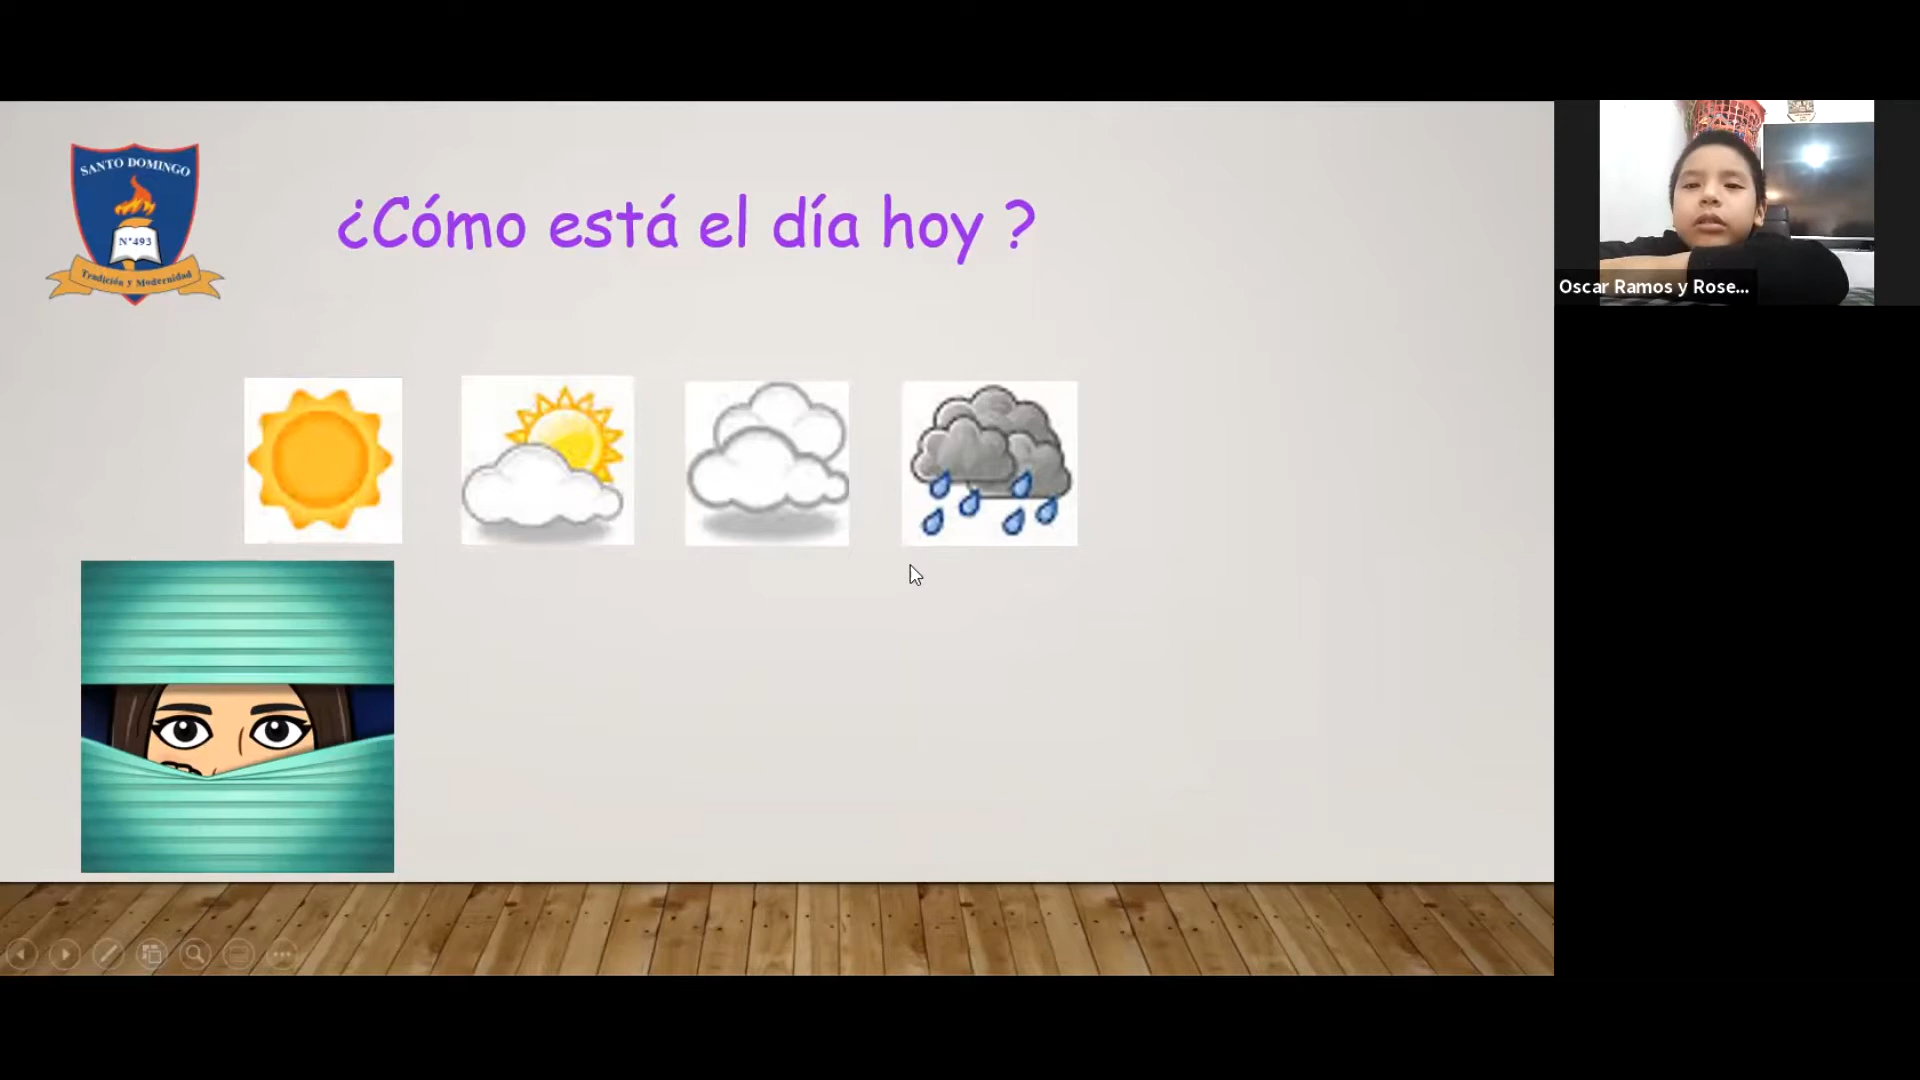 SANTO DOMINGO
N°493
Tradición y Modernidad
¿Cómo está el día hoy ?
Oscar Ramos y Rose...